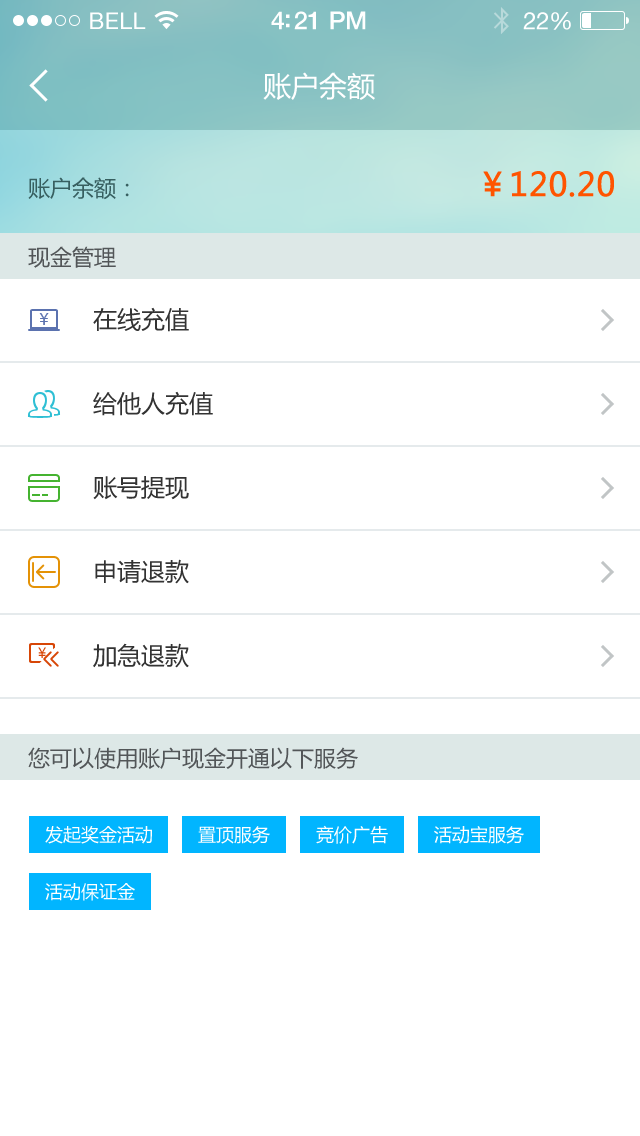 BELL 4:21 PM 22%
账户余额
账户余额： ¥120.20
现金管理
在线充值
给他人充值
账号提现
申请退款
加急退款
您可以使用账户现金开通以下服务
发起奖金活动 置顶服务 竞价广告 活动宝服务
活动保证金